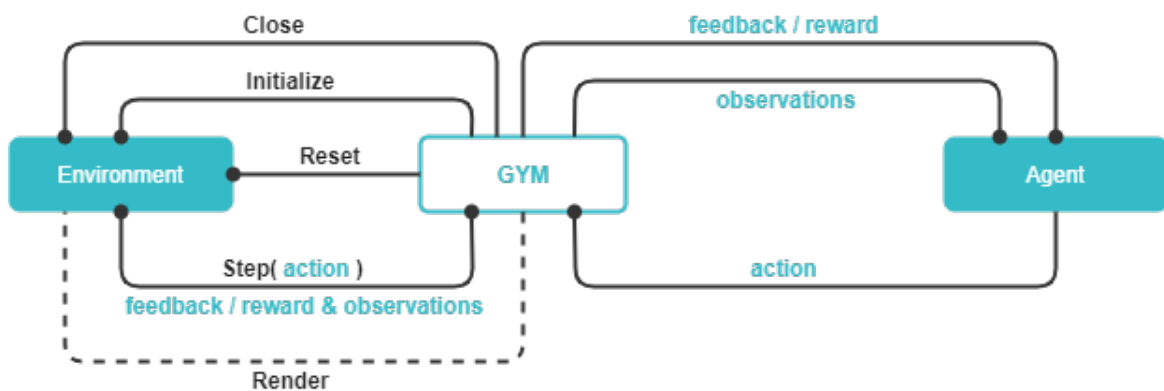 Close
feedback / reward
Initialize
observations
Environment
Reset
GYM
Agent
Step( action )
action
feedback / reward & observations
Render